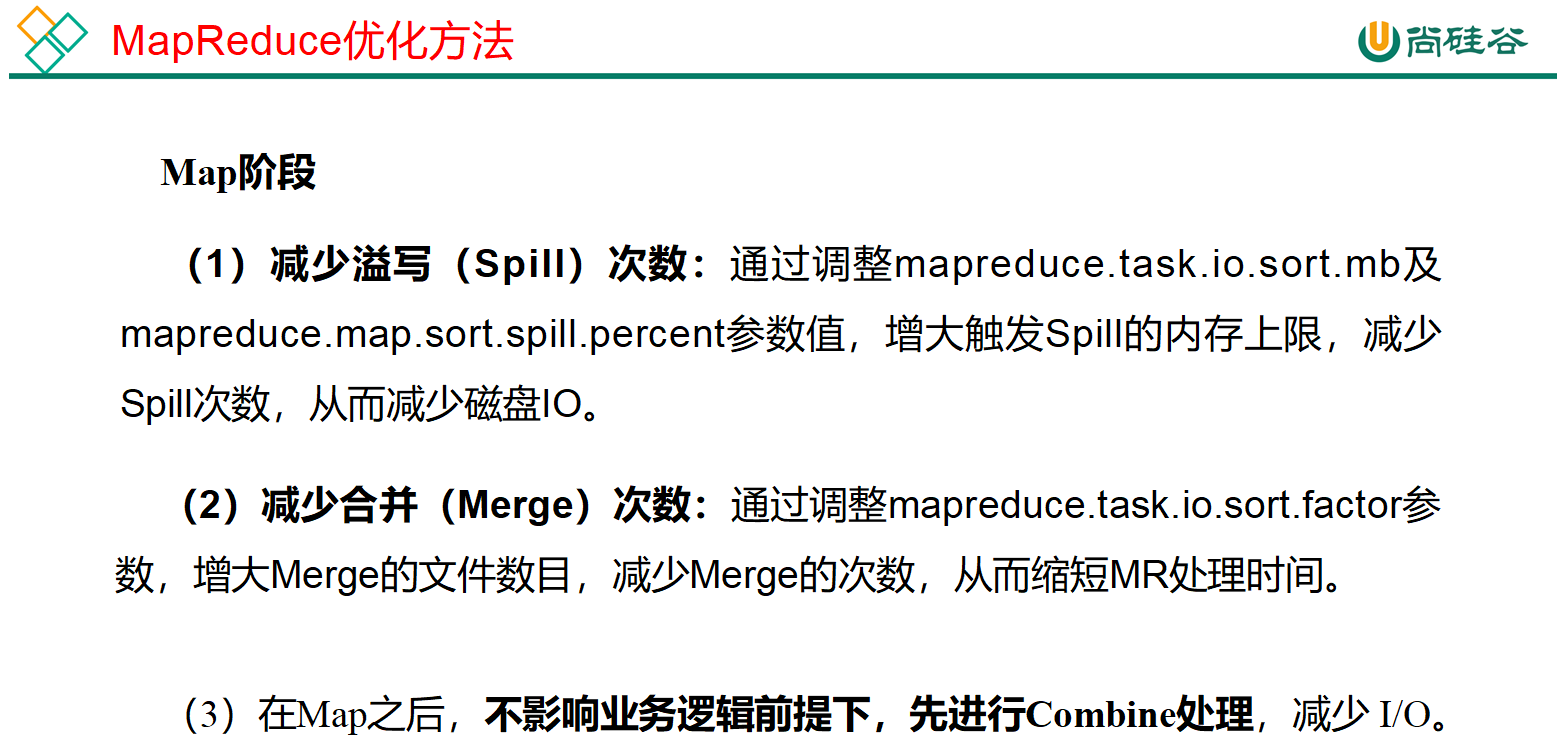 MapReduce优化方法
尚硅谷
Map阶段
（1）减少溢写（Spill）次数：通过调整mapreduce.task.io.sort.mb及
mapreduce.map.sort.spill.percent参数值，增大触发Spill的内存上限，减少
Spill次数，从而减少磁盘IO。
（2）减少合并（Merge）次数：通过调整mapreduce.task.io.sort.factor参
数，增大Merge的文件数目，减少Merge的次数，从而缩短MR处理时间。
（3）在Map之后，不影响业务逻辑前提下，先进行Combine处理，减少 I/O。